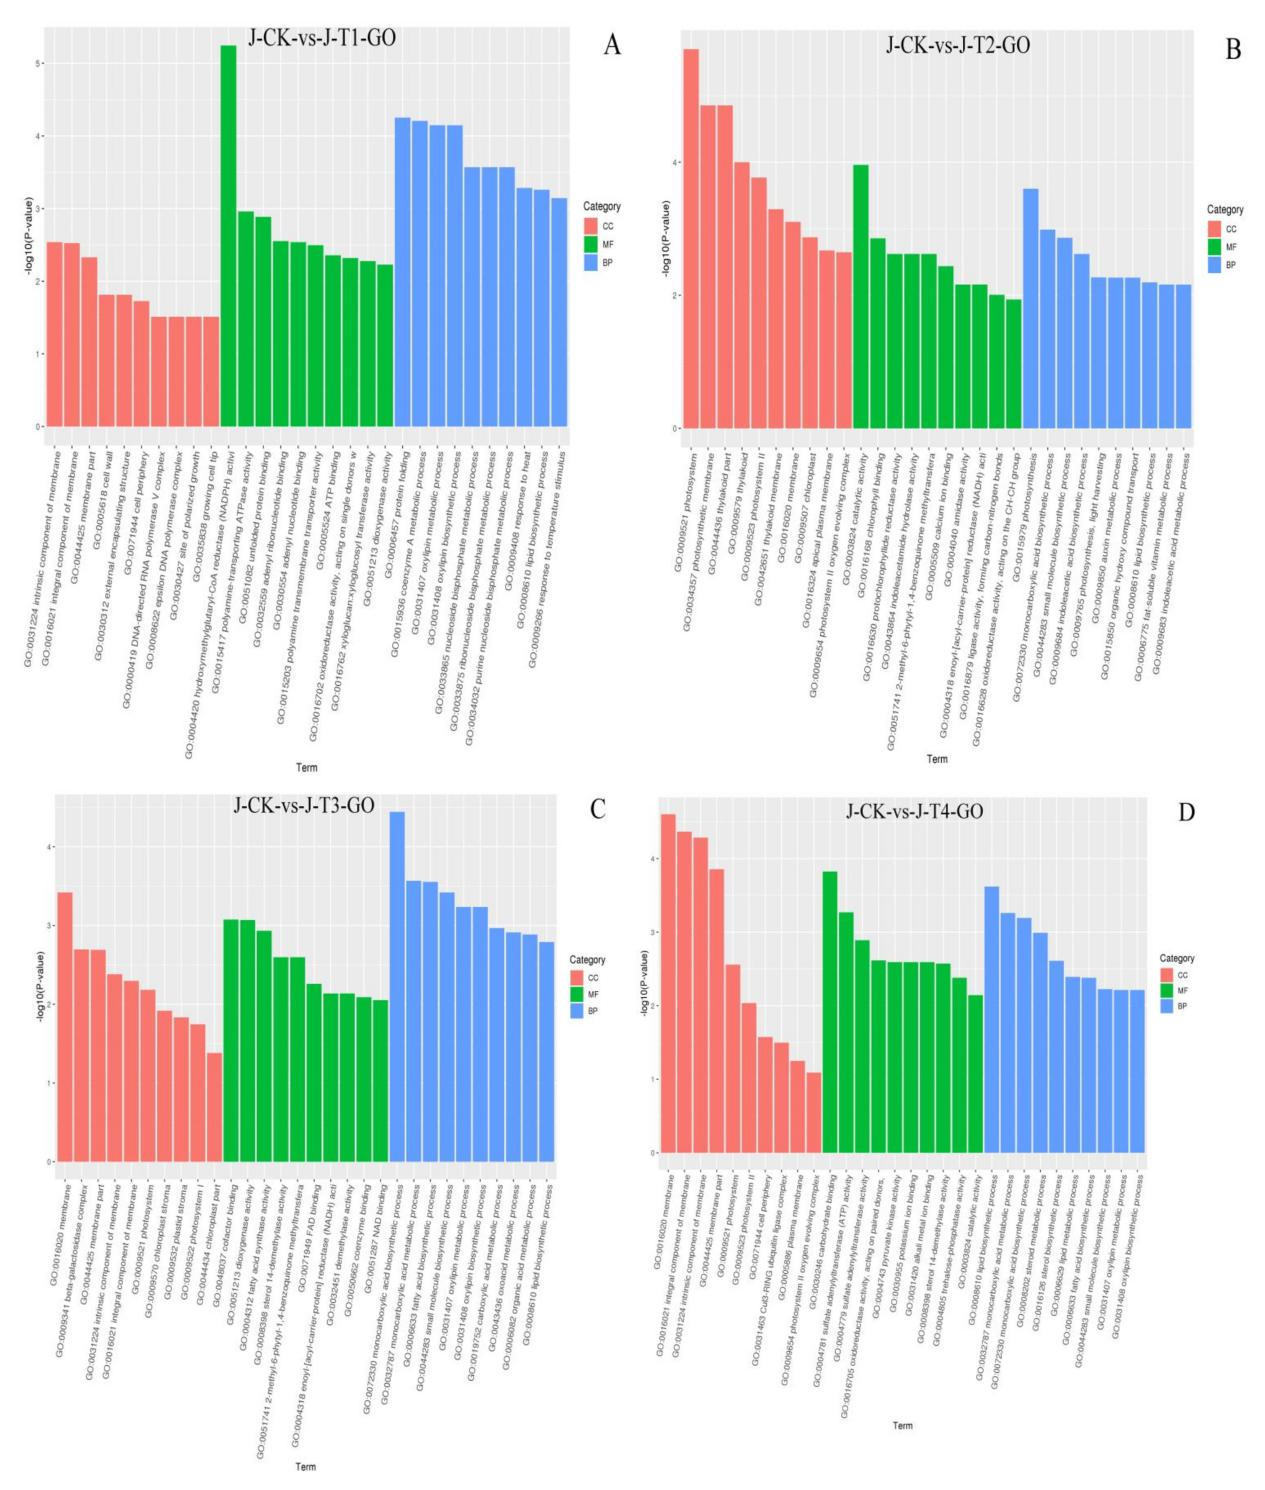 J-CK-vs-J-T1-GO
A
-log10(P-value)
5
4
3
2
1
0
Category
CC
MF
BP
GO:0031224 intrinsic component of membrane
GO:0016021 integral component of membrane
GO:0044425 membrane part
GO:0005618 cell wall
GO:0030312 external encapsulating structure
GO:0071944 cell periphery
GO:0000419 DNA-directed RNA polymerase V complex
GO:0008622 epsilon DNA polymerase complex
GO:0030427 site of polarized growth
GO:0035838 growing cell tip
GO:0004420 hydroxymethylglutaryl-CoA reductase (NADPH) activi
GO:0015417 polyamine-transporting ATPase activity
GO:0051082 unfolded protein binding
GO:0032559 adenyl ribonucleotide binding
GO:0030554 adenyl nucleotide binding
GO:0015203 polyamine transmembrane transporter activity
GO:0005524 ATP binding
GO:0016702 oxidoreductase activity, acting on single donors w
GO:0016762 xyloglucan:xyloglucosyl transferase activity
GO:0051213 dioxygenase activity
GO:0006457 protein folding
GO:0015936 coenzyme A metabolic process
GO:0031407 oxylipin metabolic process
GO:0031408 oxylipin biosynthetic process
GO:0033865 nucleoside bisphosphate metabolic process
GO:0033875 ribonucleoside bisphosphate metabolic process
GO:0034032 purine nucleoside bisphosphate metabolic process
GO:0009408 response to heat
GO:0008610 lipid biosynthetic process
GO:0009266 response to temperature stimulus
Term
J-CK-vs-J-T2-GO
B
-log10(P-value)
4
2
0
Category
CC
MF
BP
GO:0009521 photosystem
GO:0034357 photosynthetic membrane
GO:0044436 thylakoid part
GO:0009579 thylakoid
GO:0009523 photosystem II
GO:0042651 thylakoid membrane
GO:0016020 membrane
GO:0009507 chloroplast
GO:0016324 apical plasma membrane
GO:0009654 photosystem II oxygen evolving complex
GO:0003824 catalytic activity
GO:0016168 chlorophyll binding
GO:0016630 protochlorophyllide reductase activity
GO:0043864 indoleacetamide hydrolase activity
GO:0051741 2-methyl-6-phytyl-1,4-benzoquinone methyltransfera
GO:0005509 calcium ion binding
GO:0004040 amidase activity
GO:0004318 enoyl-[acyl-carrier-protein] reductase (NADH) acti
GO:0016879 ligase activity, forming carbon-nitrogen bonds
GO:0016628 oxidoreductase activity, acting on the CH-CH group
GO:0015979 photosynthesis
GO:0072330 monocarboxylic acid biosynthetic process
GO:0044283 small molecule biosynthetic process
GO:0009684 indoleacetic acid biosynthetic process
GO:0009765 photosynthesis, light harvesting
GO:0009850 auxin metabolic process
GO:0015850 organic hydroxy compound transport
GO:0008610 lipid biosynthetic process
GO:0006775 fat-soluble vitamin metabolic process
GO:0009683 indoleacetic acid metabolic process
Term
J-CK-vs-J-T3-GO
C
-log10(P-value)
4
3
2
1
0
Category
CC
MF
BP
GO:0016020 membrane
GO:0009341 beta-galactosidase complex
GO:0044425 membrane part
GO:0031224 intrinsic component of membrane
GO:0016021 integral component of membrane
GO:0009521 photosystem
GO:0009570 chloroplast stroma
GO:0009532 plastid stroma
GO:0009522 photosystem I
GO:0044434 chloroplast part
GO:0048037 cofactor binding
GO:0051213 dioxygenase activity
GO:0004312 fatty acid synthase activity
GO:0008398 sterol 14-demethylase activity
GO:0051741 2-methyl-6-phytyl-1,4-benzoquinone methyltransfera
GO:0071949 FAD binding
GO:0004318 enoyl-[acyl-carrier-protein] reductase (NADH) acti
GO:0032451 demethylase activity
GO:0050662 coenzyme binding
GO:0051287 NAD binding
GO:0072330 monocarboxylic acid biosynthetic process
GO:0032787 monocarboxylic acid metabolic process
GO:0006633 fatty acid biosynthetic process
GO:0044283 small molecule biosynthetic process
GO:0031407 oxylipin metabolic process
GO:0031408 oxylipin biosynthetic process
GO:0019752 carboxylic acid metabolic process
GO:0043436 oxoacid metabolic process
GO:0006082 organic acid metabolic process
GO:0008610 lipid biosynthetic process
Term
J-CK-vs-J-T4-GO
D
-log10(P-value)
4
3
2
1
0
Category
CC
MF
BP
GO:0016020 membrane
GO:0016021 integral component of membrane
GO:0031224 intrinsic component of membrane
GO:0044425 membrane part
GO:0009521 photosystem
GO:0009523 photosystem II
GO:0071944 cell periphery
GO:0031463 Cul3-RING ubiquitin ligase complex
GO:0005886 plasma membrane
GO:0009654 photosystem II oxygen evolving complex
GO:0030246 carbohydrate binding
GO:0004781 sulfate adenylyltransferase (ATP) activity
GO:0004779 sulfate adenylyltransferase activity
GO:0016705 oxidoreductase activity, acting on paired donors,
GO:0004743 pyruvate kinase activity
GO:0030955 potassium ion binding
GO:0031420 alkali metal ion binding
GO:0008398 sterol 14-demethylase activity
GO:0004805 trehalose-phosphatase activity
GO:0003824 catalytic activity
GO:0008610 lipid biosynthetic process
GO:0032787 monocarboxylic acid metabolic process
GO:0072330 monocarboxylic acid biosynthetic process
GO:0008202 steroid metabolic process
GO:0016126 sterol biosynthetic process
GO:0006629 lipid metabolic process
GO:0006633 fatty acid biosynthetic process
GO:0044283 small molecule biosynthetic process
GO:0031407 oxylipin metabolic process
GO:0031408 oxylipin biosynthetic process
Term